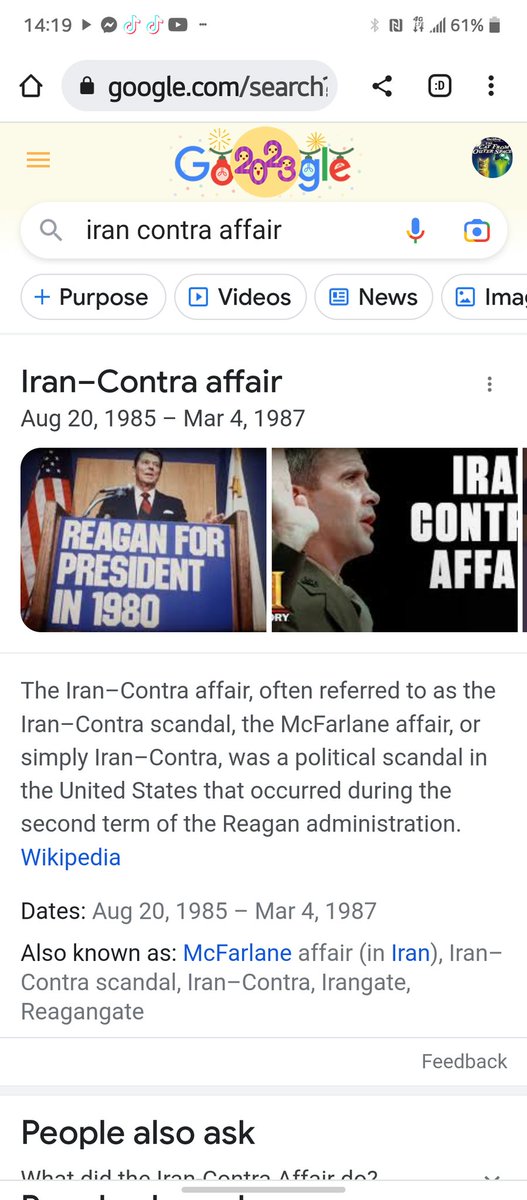 14:19
4G
61%
:D
google.com/search?
Go2023gle
iran contra affair
+ Purpose
Videos
News
Ima
Iran–Contra affair
Aug 20, 1985 – Mar 4, 1987
REAGAN FOR
PRESIDENT
IN 1980
IRA
CONT
AFFA
RY
The Iran–Contra affair, often referred to as the
Iran–Contra scandal, the McFarlane affair, or
simply Iran–Contra, was a political scandal in
the United States that occurred during the
second term of the Reagan administration.
Wikipedia
Dates: Aug 20, 1985 – Mar 4, 1987
Also known as: McFarlane affair (in Iran), Iran–
Contra scandal, Iran–Contra, Irangate,
Reagangate
Feedback
People also ask
What did the Iran-Contra Affair do?